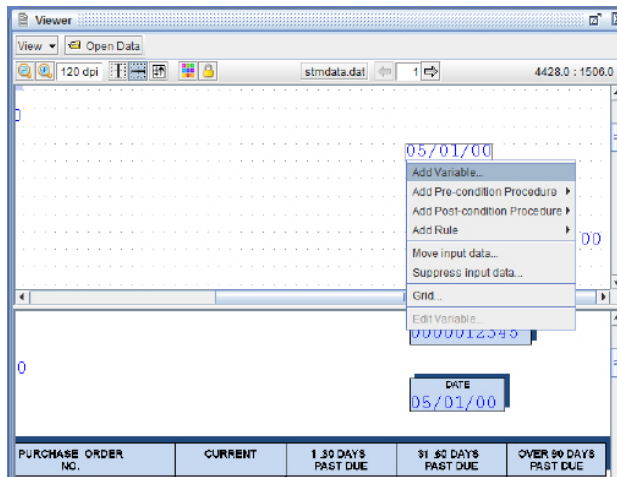 Viewer
View Open Data
120 dpi stmdata.dat 1 4428.0 : 1506.0
05/01/00
Add Variable...
Add Pre-condition Procedure
Add Post-condition Procedure
Add Rule
00
Move input data...
Suppress input data...
Grid...
Edit Variable...
0000012345
0
DATE
05/01/00
PURCHASE ORDER NO. CURRENT 1 30 DAYS PAST DUE 31 60 DAYS PAST DUE OVER 90 DAYS PAST DUE